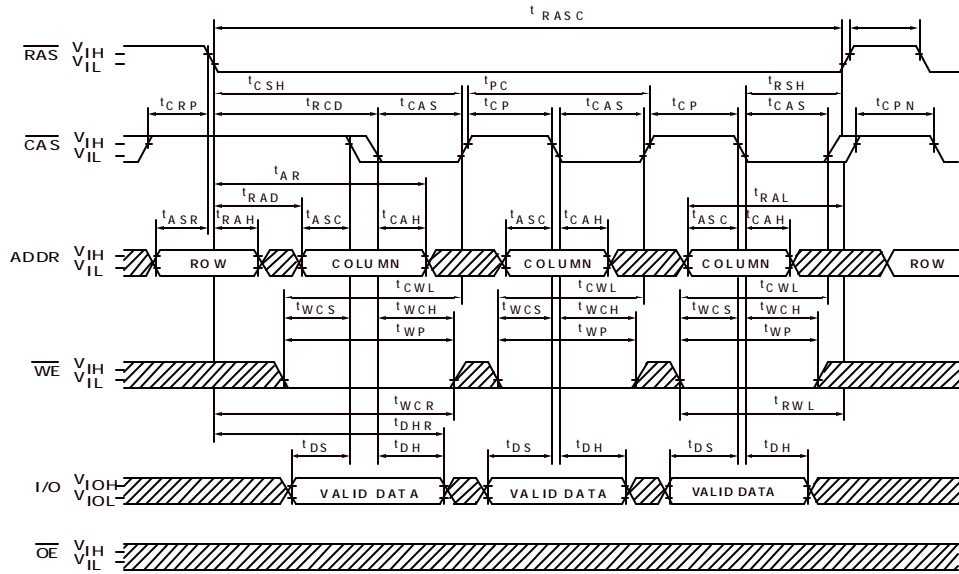 t RASC
RAS VIH
VIL
tCSH tPC tRSH
tCRP tRCD tCAS tCP tCAS tCP tCAS tCPN
CAS VIH
VIL
tAR
tRAD tRAL
tASR tRAH tASC tCAH tASC tCAH tASC tCAH
ADDR VIH
VIL
ROW COLUMN COLUMN COLUMN ROW
tCWL tCWL tCWL
tWCS tWCH tWCS tWCH tWCS tWCH
tWP tWP tWP
WE VIH
VIL
tWCR tRWL
tDHR
tDS tDH tDS tDH tDS tDH
I/O VIOH
VIOL
VALID DATA VALID DATA VALID DATA
OE VIH
VIL